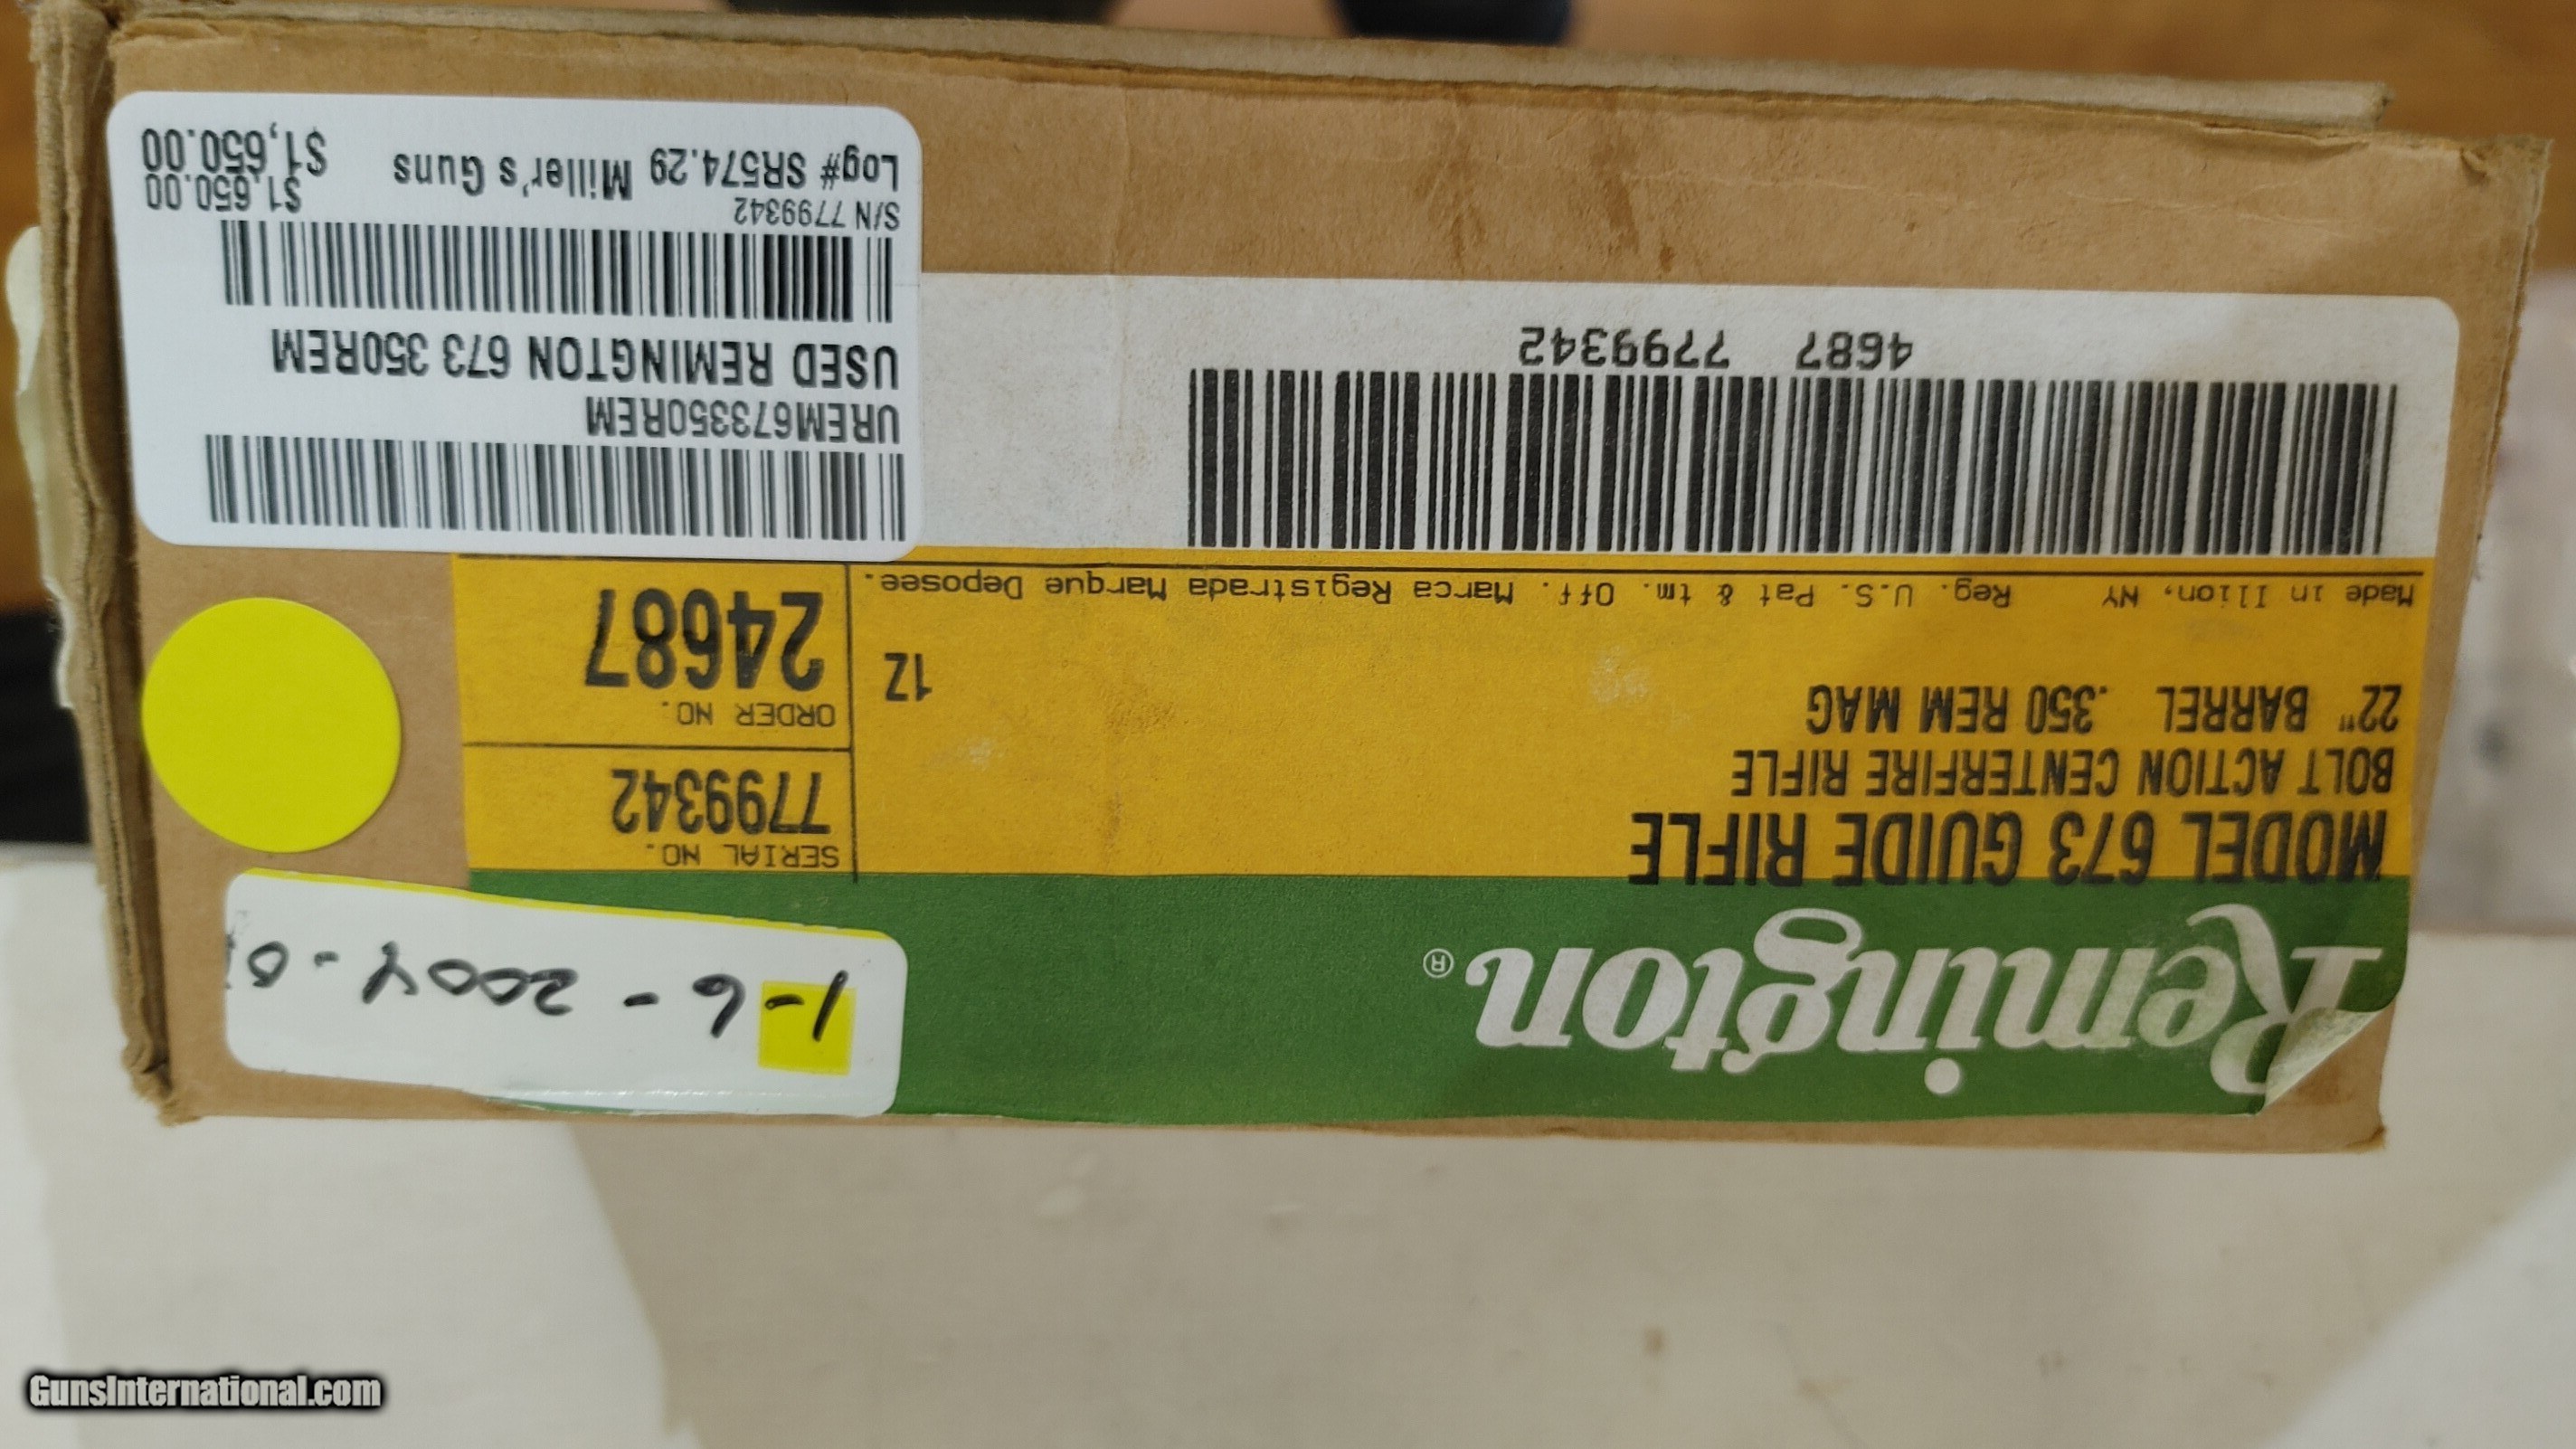 Remington®
MODEL 673 GUIDE RIFLE
BOLT ACTION CENTERFIRE RIFLE
22" BARREL .350 REM MAG
12
Made in Ilion, NY Reg. U.S. Pat & tm. Off. Marca Registrada Marque Deposee.
4687 7799342
1-6-2004-0
SERIAL NO.
7799342
ORDER NO.
24687
UREM673350REM
USED REMINGTON 673 350REM
S/N 7799342
$1,650.00
Log# SR574.29 Miller's Guns
$1,650.00
GunsInternational.com